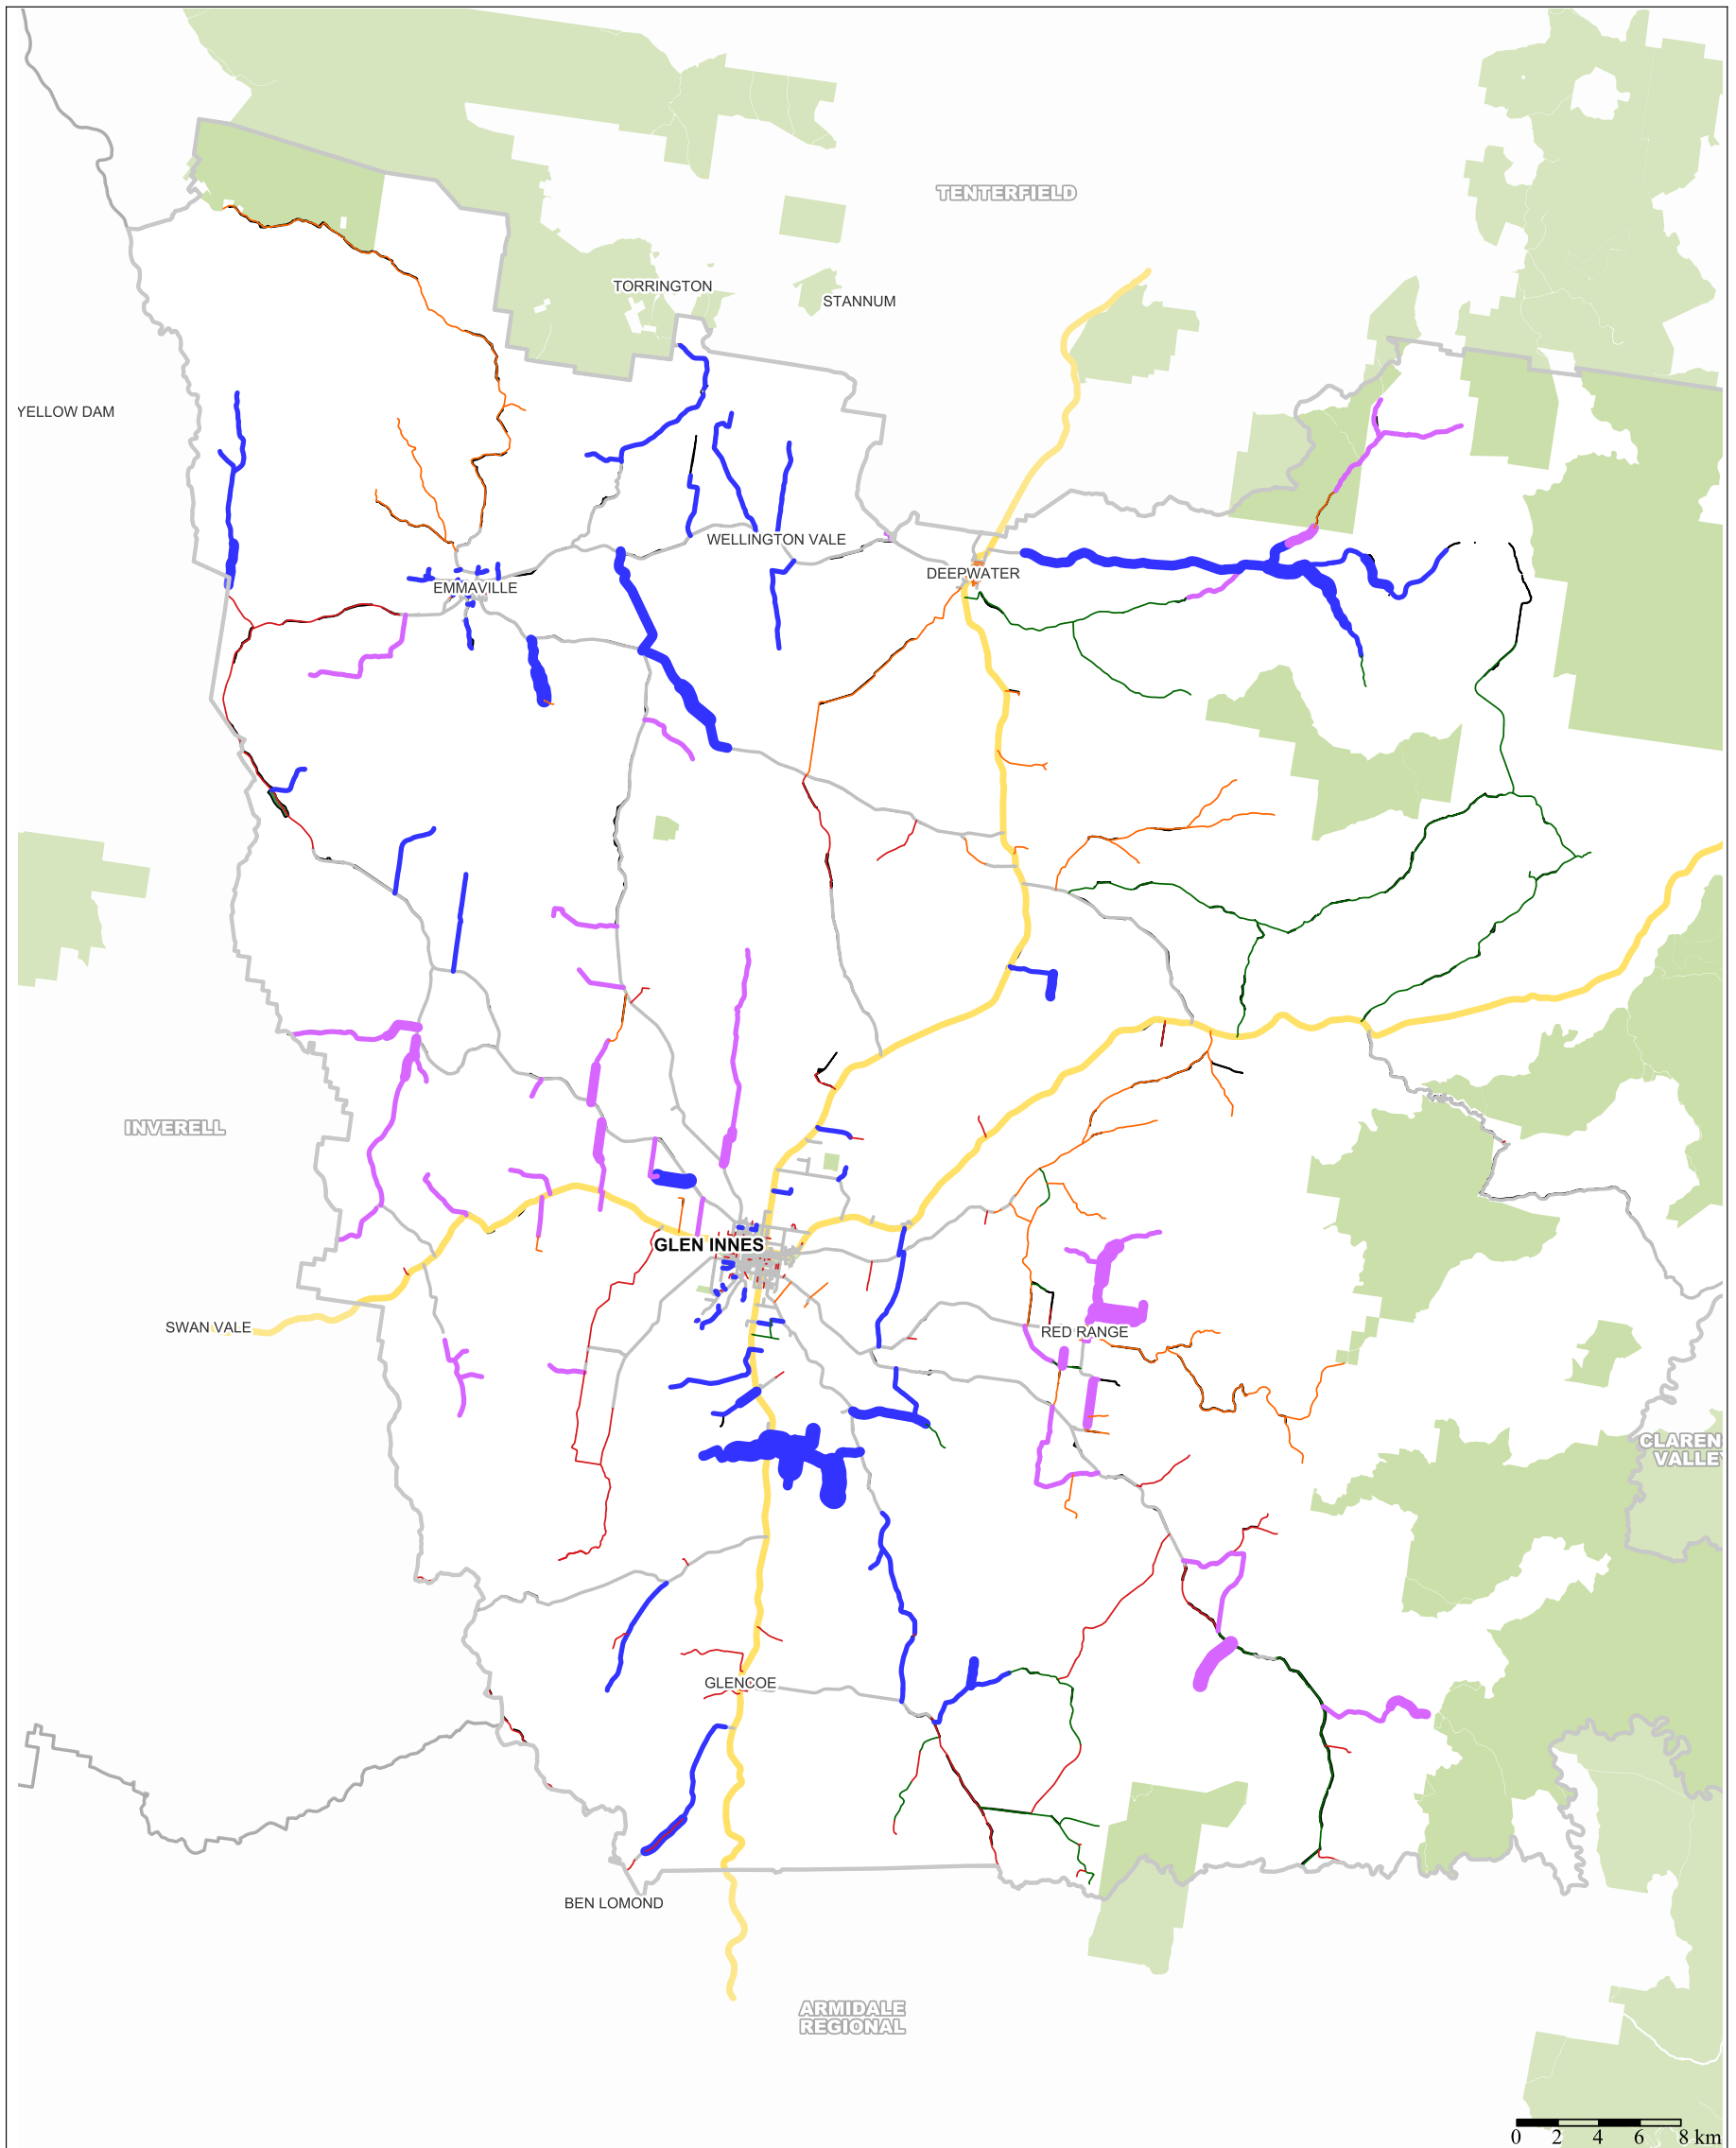 TENTERFIELD
TORRINGTON
STANNUM
YELLOW DAM
WELLINGTON VALE
DEEPWATER
EMMAVILLE
INVERELL
GLEN INNES
SWAN VALE
RED RANGE
CLAREN
VALLEY
GLENCOE
BEN LOMOND
ARMIDALE
REGIONAL
0 2 4 6 8 km